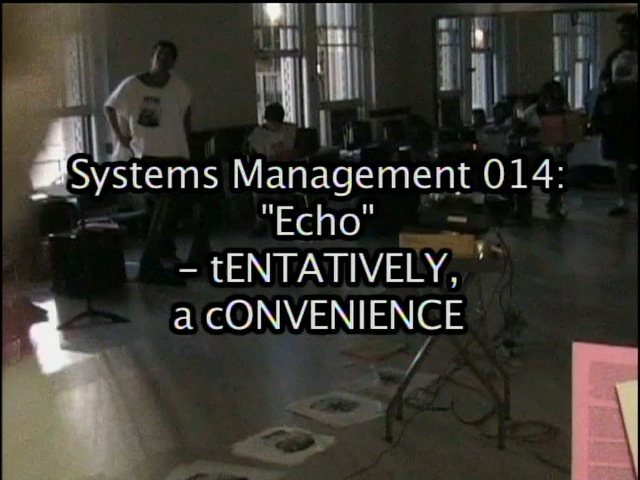 Systems Management 014:
"Echo"
– tENTATIVELY,
a cONVENIENCE